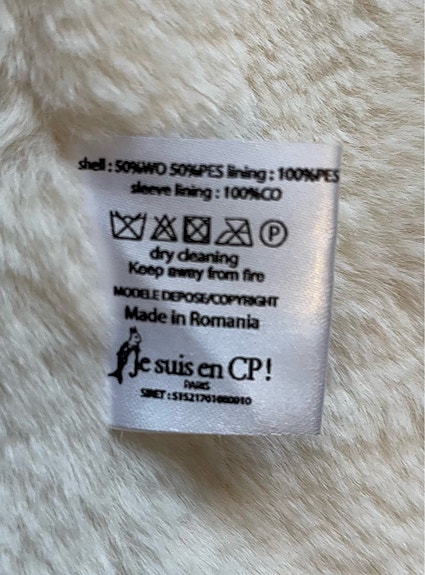 shell : 50%WO 50%PES lining : 100%PES
sleeve lining : 100%CO
P
dry cleaning
Keep away from fire
MODELE DEPOSE/COPYRIGHT
Made in Romania
Je suis en CP !
PARIS
SIRET :